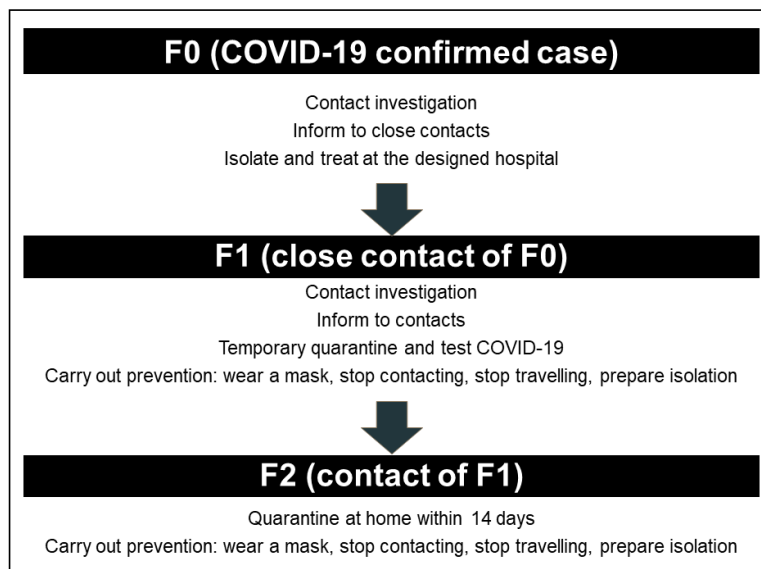 F0 (COVID-19 confirmed case)
Contact investigation
Inform to close contacts
Isolate and treat at the designed hospital
F1 (close contact of F0)
Contact investigation
Inform to contacts
Temporary quarantine and test COVID-19
Carry out prevention: wear a mask, stop contacting, stop travelling, prepare isolation
F2 (contact of F1)
Quarantine at home within 14 days
Carry out prevention: wear a mask, stop contacting, stop travelling, prepare isolation